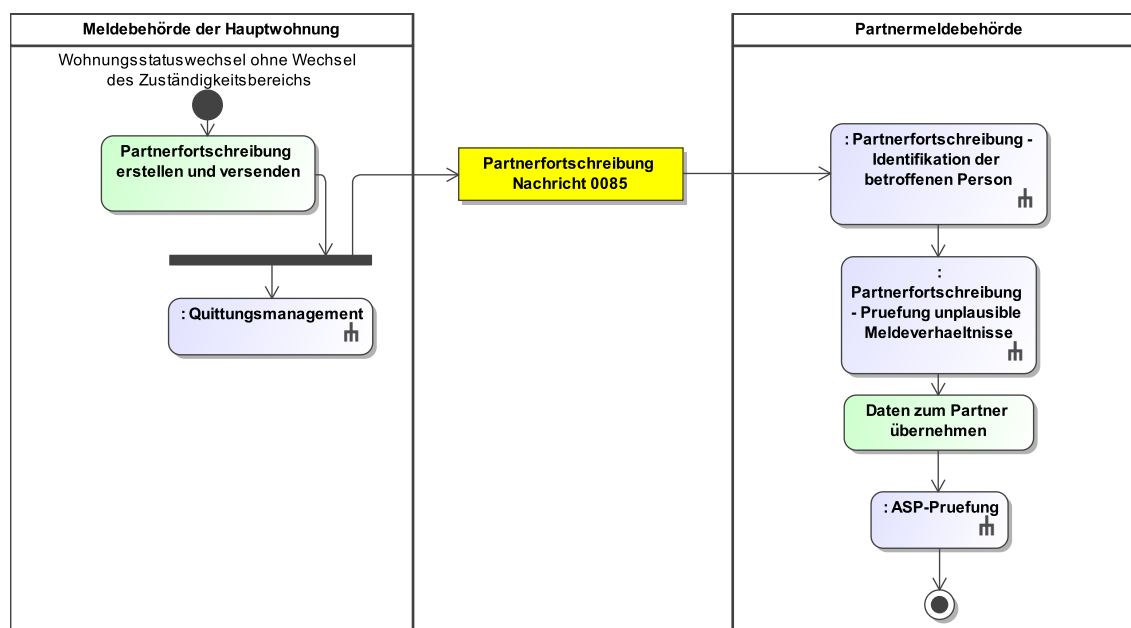 Meldebehörde der Hauptwohnung
Wohnungsstatuswechsel ohne Wechsel
des Zuständigkeitsbereichs
Partnerfortschreibung
erstellen und versenden
: Quittungsmanagement
Partnerfortschreibung
Nachricht 0085
Partnermeldebehörde
: Partnerfortschreibung -
Identifikation der
betroffenen Person
:
Partnerfortschreibung
- Pruefung unplausible
Meldeverhaeltnisse
Daten zum Partner
übernehmen
: ASP-Pruefung